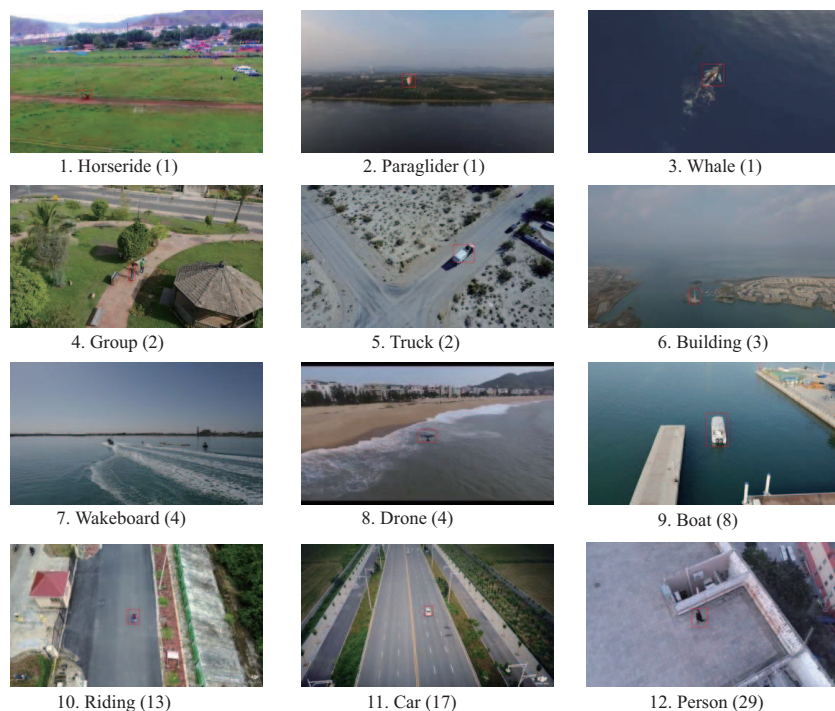 1. Horseride (1)
2. Paraglider (1)
3. Whale (1)
4. Group (2)
5. Truck (2)
6. Building (3)
7. Wakeboard (4)
8. Drone (4)
9. Boat (8)
10. Riding (13)
11. Car (17)
12. Person (29)